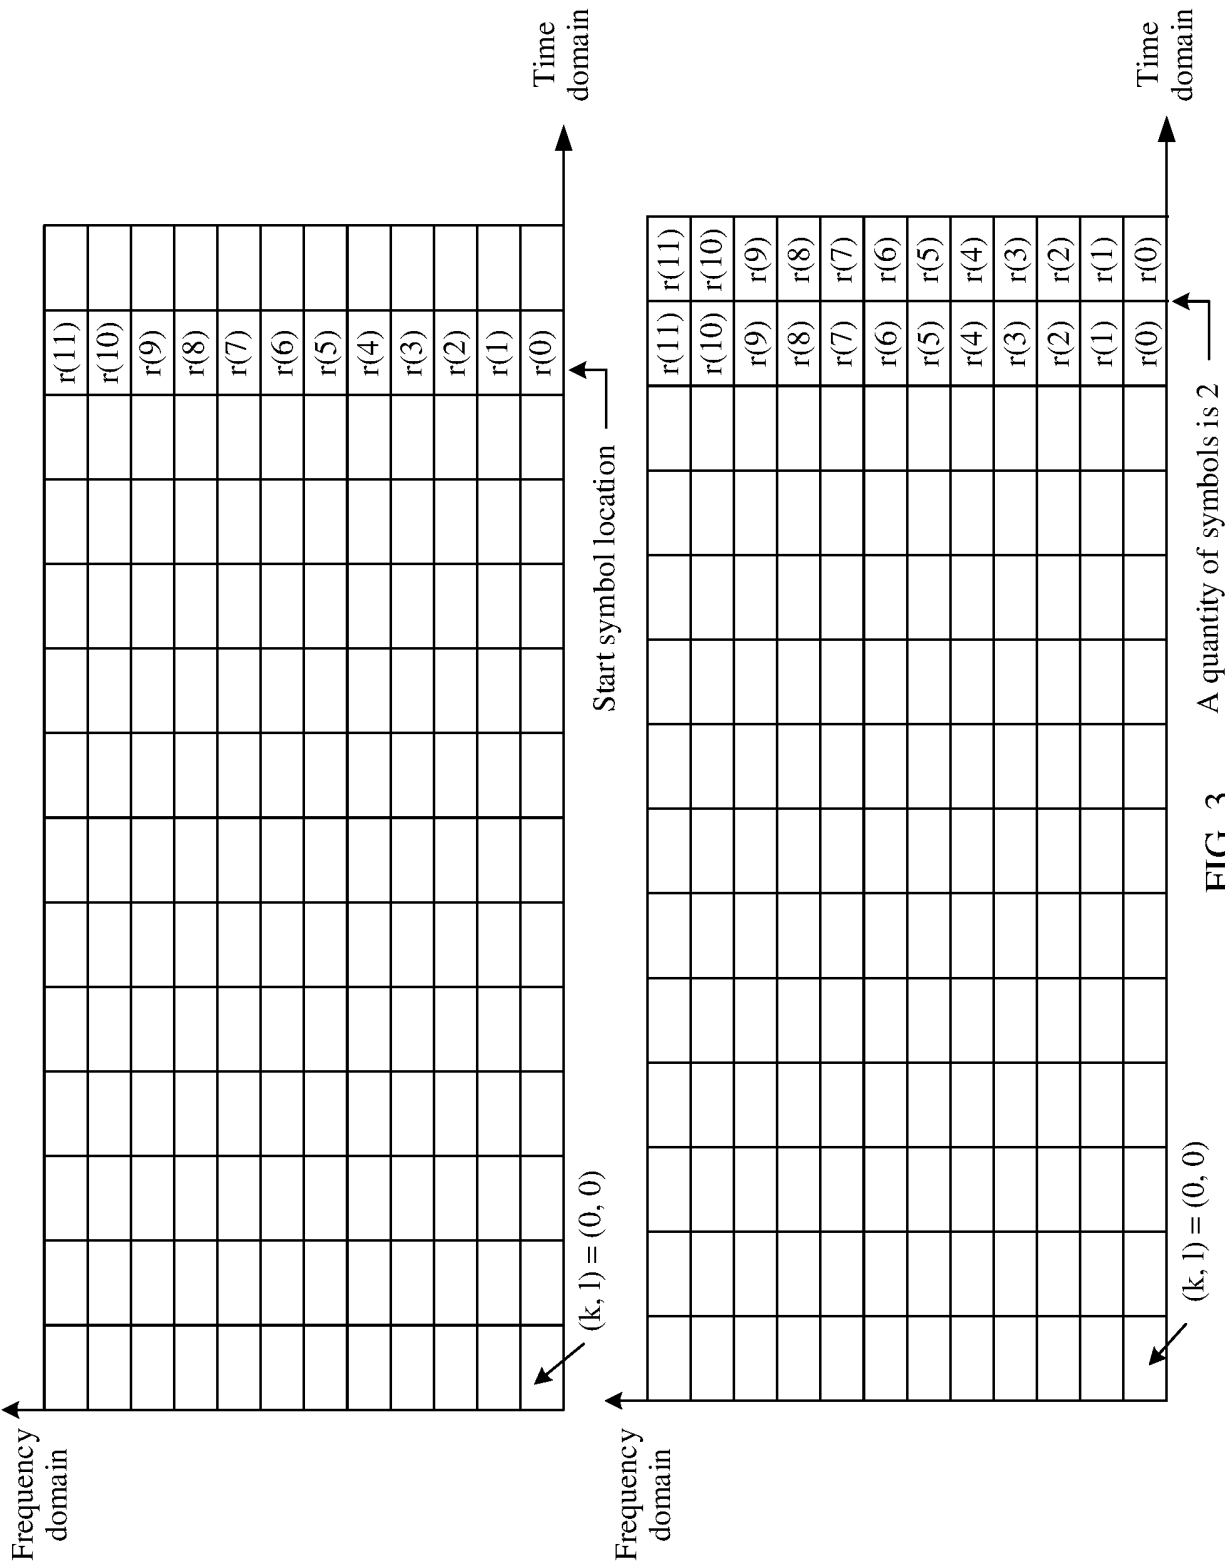 Frequency
domain
r(11)
r(10)
r(9)
r(8)
r(7)
r(6)
r(5)
r(4)
r(3)
r(2)
r(1)
r(0)
Time
domain
(k, l) = (0, 0)
Start symbol location
Frequency
domain
r(11) r(11)
r(10) r(10)
r(9) r(9)
r(8) r(8)
r(7) r(7)
r(6) r(6)
r(5) r(5)
r(4) r(4)
r(3) r(3)
r(2) r(2)
r(1) r(1)
r(0) r(0)
Time
domain
(k, l) = (0, 0)
A quantity of symbols is 2
FIG. 3